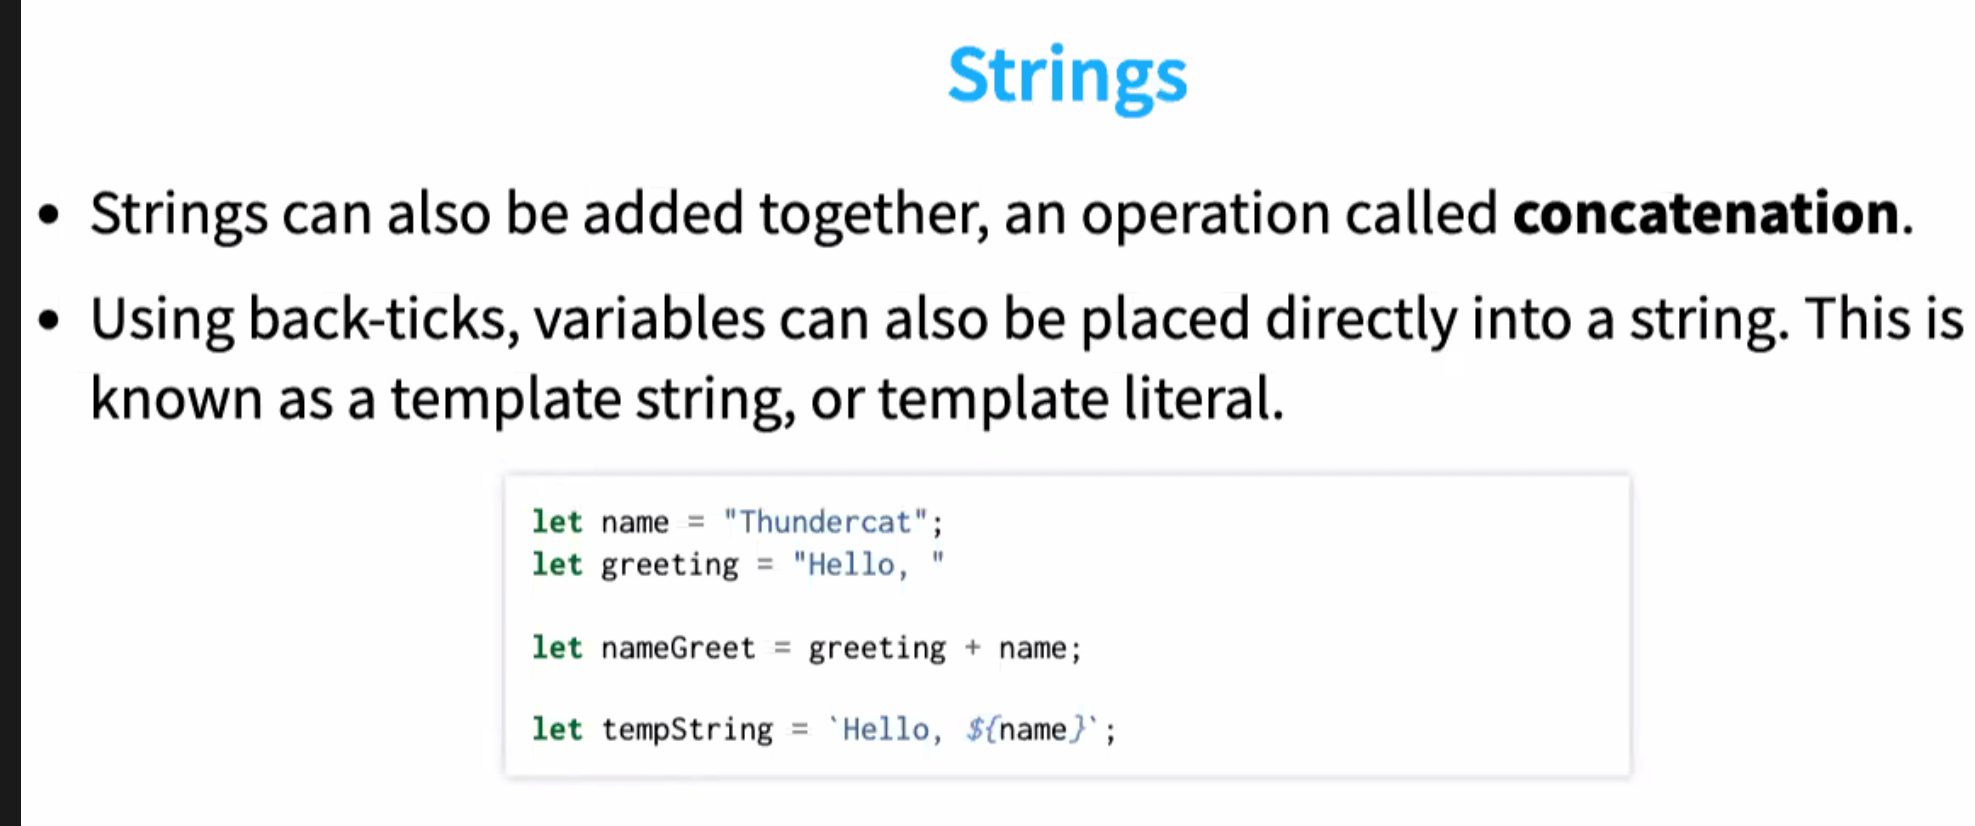 Strings
• Strings can also be added together, an operation called concatenation.
• Using back-ticks, variables can also be placed directly into a string. This is
known as a template string, or template literal.
let name = "Thundercat";
let greeting = "Hello, "
let nameGreet = greeting + name;
let tempString = `Hello, ${name}`;